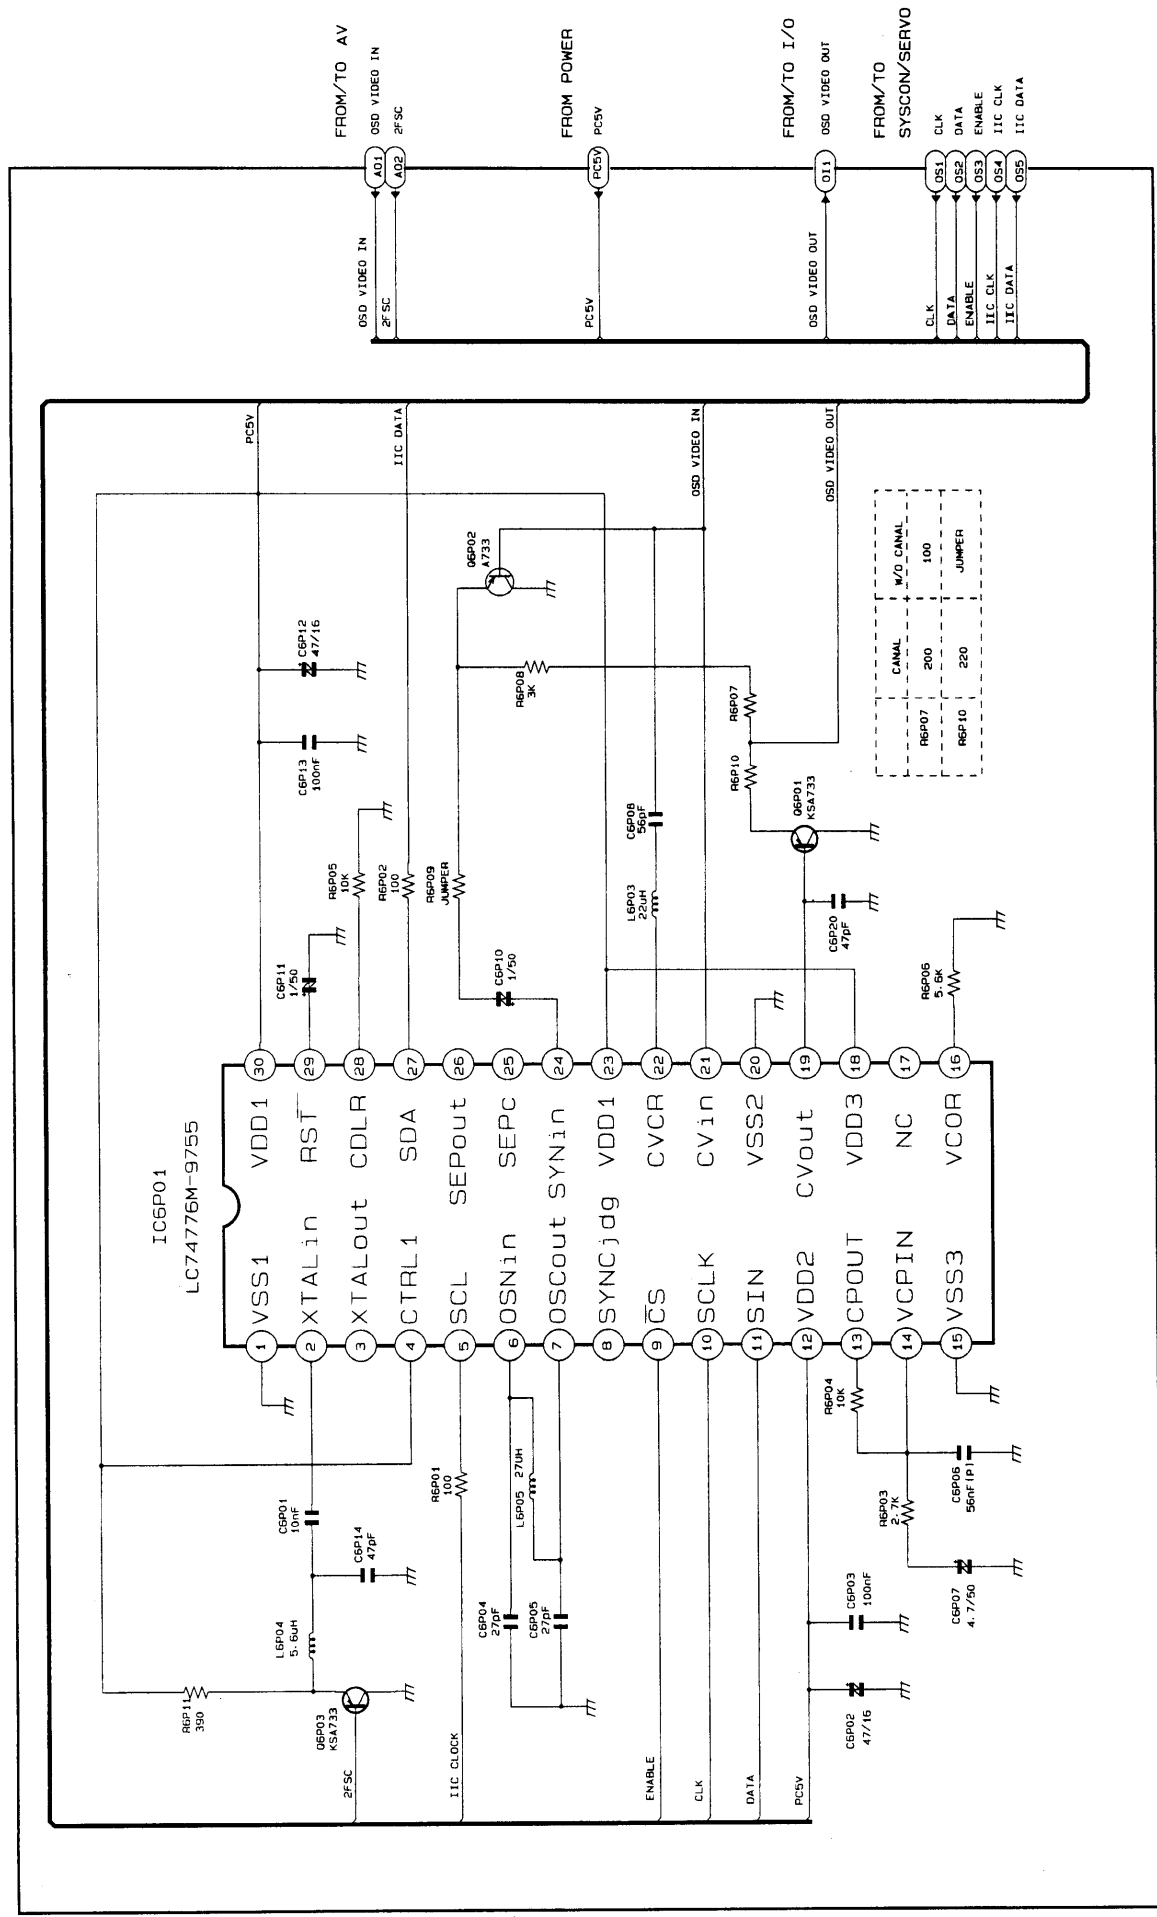 FROM/TO AV
A01 OSD VIDEO IN
A02 2FSC
OSD VIDEO IN
2FSC
FROM POWER
PC5V PC5V
PC5V
FROM/TO I/O
OI1 OSD VIDEO OUT
OSD VIDEO OUT
FROM/TO
SYSCON/SERVO
OS1 CLK
OS2 DATA
OS3 ENABLE
OS4 IIC CLK
OS5 IIC DATA
CLK
DATA
ENABLE
IIC CLK
IIC DATA
PC5V
IIC DATA
OSD VIDEO IN
OSD VIDEO OUT
Q6P02
A733
C6P12
47/16
C6P13
100nF
R6P08
3K
R6P07
R6P10
CANAL W/O CANAL
R6P07 200 100
R6P10 220 JUMPER
Q6P01
KSA733
C6P08
56pF
L6P03
22uH
R6P05
10K
R6P02
100
R6P09
JUMPER
C6P11
1/50
C6P10
1/50
C6P20
47pF
R6P06
5.6K
IC6P01
LC74776M-9755
30 VDD1
29 RST
28 CDLR
27 SDA
26 SEPout
25 SEPc
24 SYNin
23 VDD1
22 CVCR
21 CVin
20 VSS2
19 CVout
18 VDD3
17 NC
16 VCOR
1 VSS1
2 XTALin
3 XTALout
4 CTRL1
5 SCL
6 OSNin
7 OSCout
8 SYNCjdg
9 CS
10 SCLK
11 SIN
12 VDD2
13 CPOUT
14 VCPIN
15 VSS3
C6P01
10nF
C6P14
47pF
L6P04
5.6uH
R6P11
390
Q6P03
KSA733
2FSC
R6P01
100
IIC CLOCK
L6P05 27UH
C6P04
27pF
C6P05
27pF
ENABLE
CLK
DATA
PC5V
R6P04
10K
R6P03
2.7K
C6P06
56nF(P)
C6P07
4.7/50
C6P03
100nF
C6P02
47/16